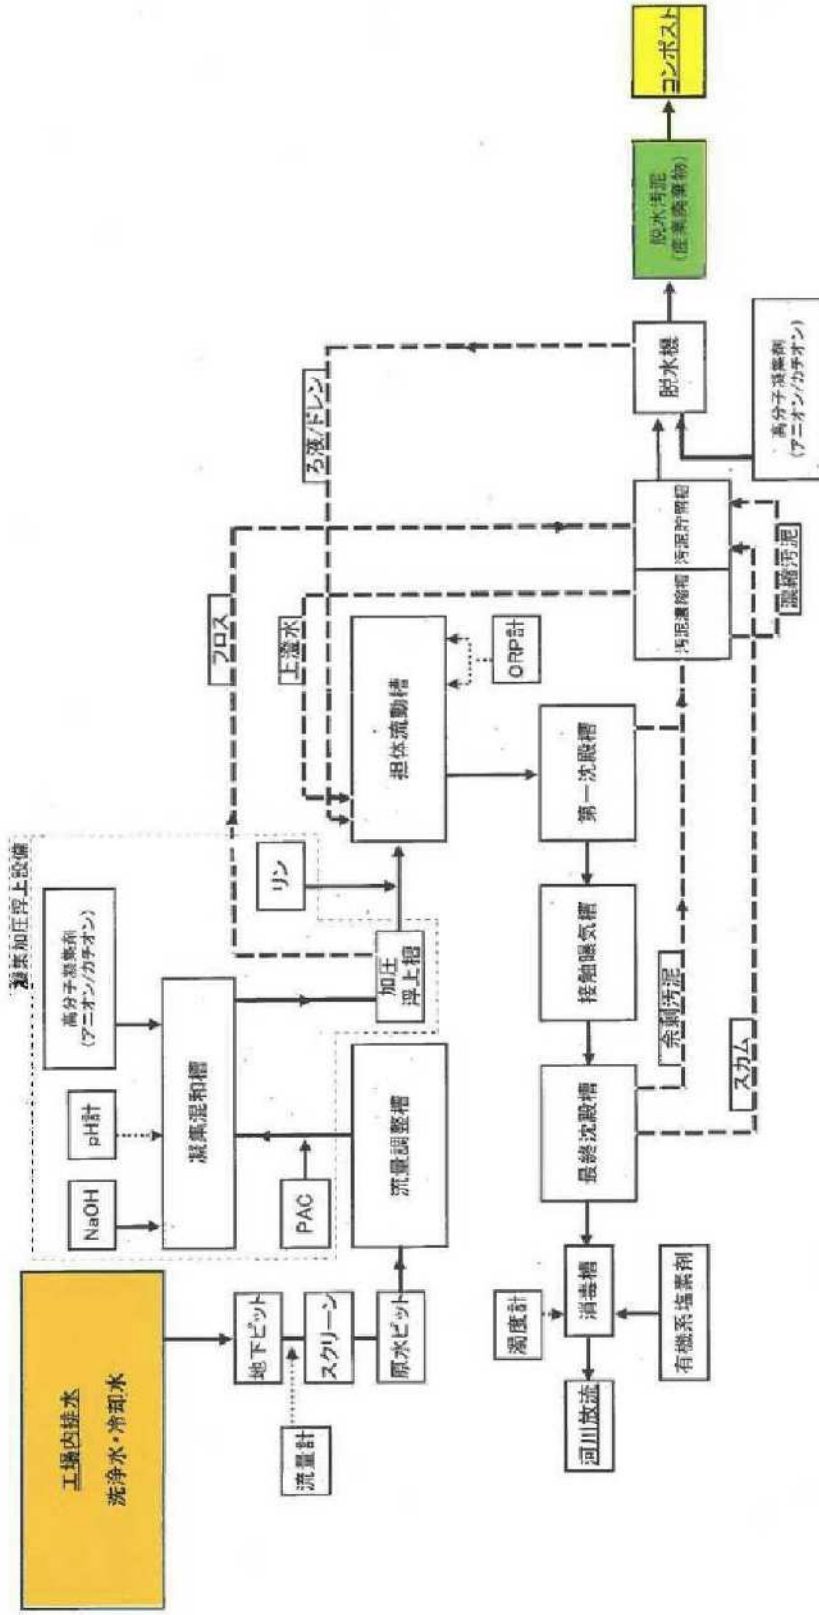 工場内排水
洗浄水・冷却水
流量計
地下ピット
スクリーン
原水ピット
流量調整槽
PAC
凝集加圧浮上設備
NaOH
pH計
高分子凝集剤
(アニオン/カチオン)
凝集混和槽
加圧
浮上槽
リン
フロス
上澄水
ろ液/ドレン
担体流動槽
ORP計
第一沈殿槽
接触曝気槽
最終沈殿槽
消毒槽
濁度計
有機系塩素剤
河川放流
余剰汚泥
スカム
汚泥濃縮槽
汚泥貯留槽
濃縮汚泥
脱水機
高分子凝集剤
(アニオン/カチオン)
脱水汚泥
(産業廃棄物)
コンポスト